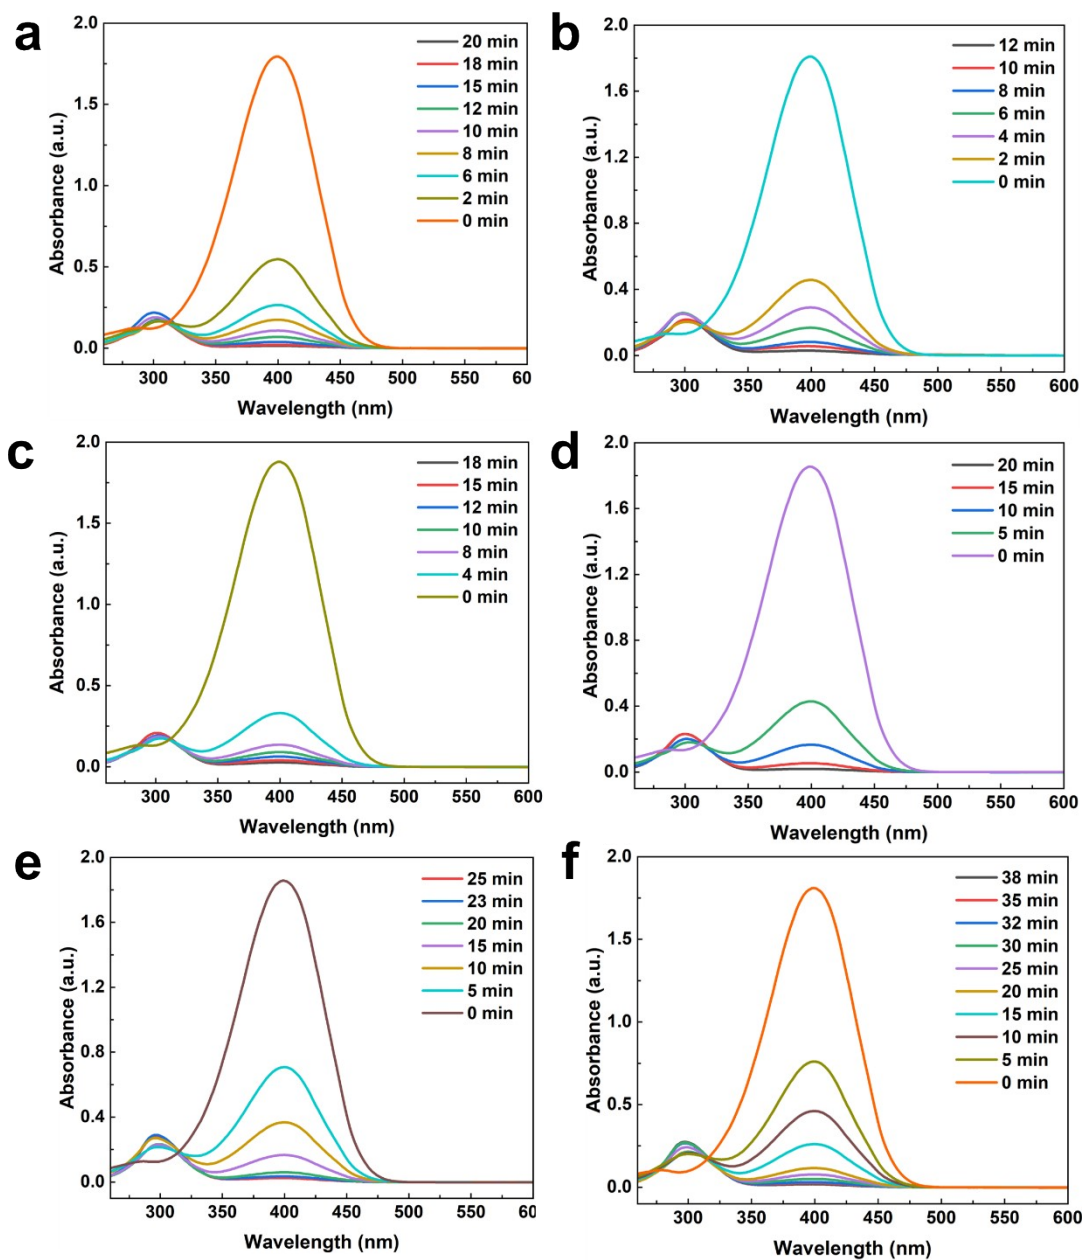 a
2.0
1.5
1.0
0.5
0.0
Absorbance (a.u.)
20 min
18 min
15 min
12 min
10 min
8 min
6 min
2 min
0 min
300 350 400 450 500 550 60
Wavelength (nm)
b
2.0
1.6
1.2
0.8
0.4
0.0
Absorbance (a.u.)
12 min
10 min
8 min
6 min
4 min
2 min
0 min
300 350 400 450 500 550 600
Wavelength (nm)
c
2.0
1.5
1.0
0.5
0.0
Absorbance (a.u.)
18 min
15 min
12 min
10 min
8 min
4 min
0 min
300 350 400 450 500 550 600
Wavelength (nm)
d
2.0
1.6
1.2
0.8
0.4
0.0
Absorbance (a.u.)
20 min
15 min
10 min
5 min
0 min
300 350 400 450 500 550 600
Wavelength (nm)
e
2.0
1.6
1.2
0.8
0.4
0.0
Absorbance (a.u.)
25 min
23 min
20 min
15 min
10 min
5 min
0 min
300 350 400 450 500 550 60
Wavelength (nm)
f
2.0
1.5
1.0
0.5
0.0
Absorbance (a.u.)
38 min
35 min
32 min
30 min
25 min
20 min
15 min
10 min
5 min
0 min
300 350 400 450 500 550 600
Wavelength (nm)